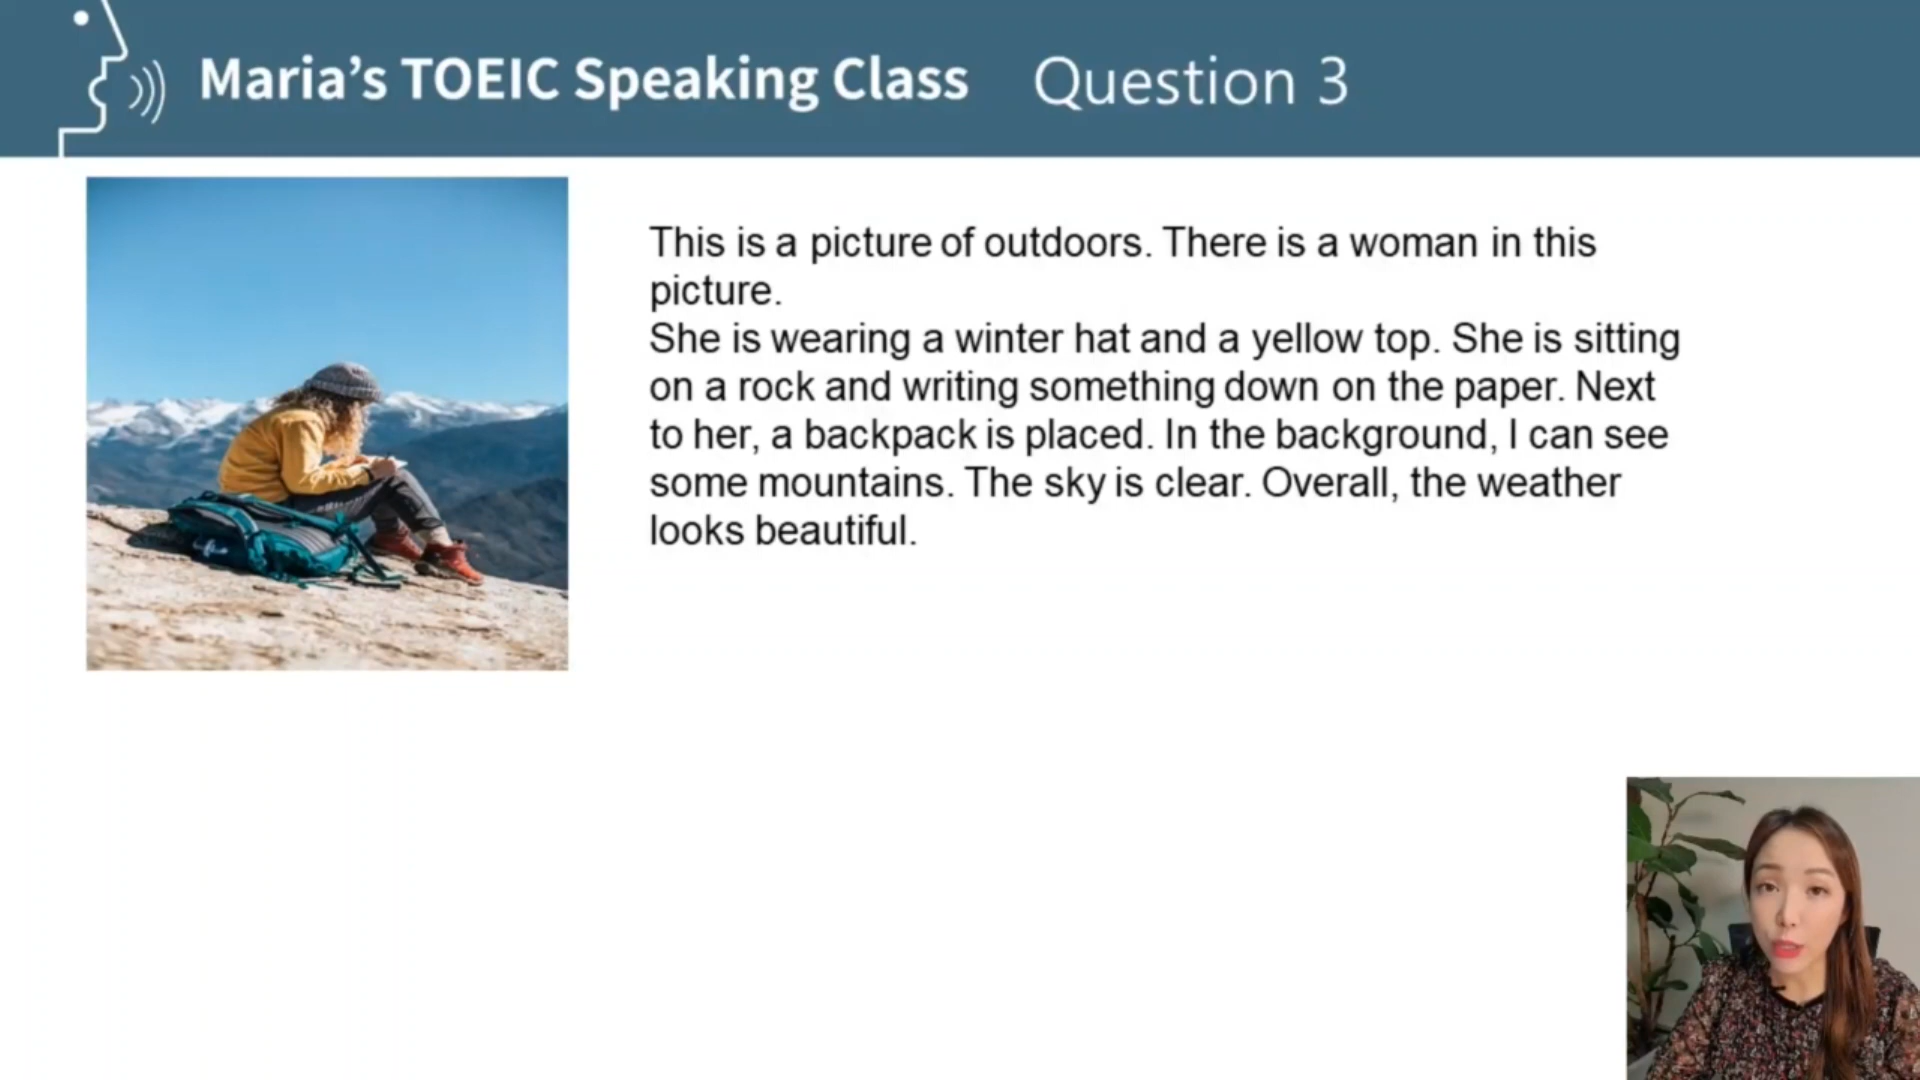 Maria’s TOEIC Speaking Class Question 3
This is a picture of outdoors. There is a woman in this
picture.
She is wearing a winter hat and a yellow top. She is sitting
on a rock and writing something down on the paper. Next
to her, a backpack is placed. In the background, I can see
some mountains. The sky is clear. Overall, the weather
looks beautiful.